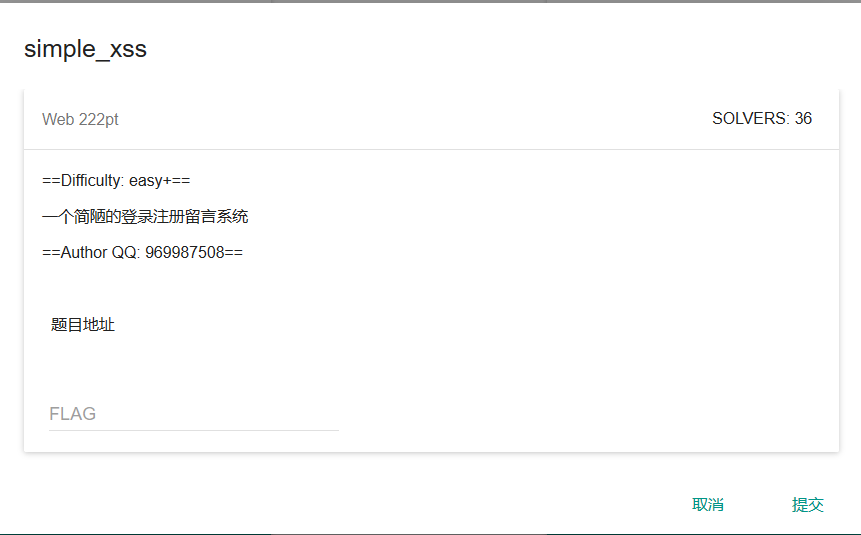 simple_xss
Web 222pt
SOLVERS: 36
==Difficulty: easy+==
一个简陋的登录注册留言系统
==Author QQ: 969987508==
题目地址
FLAG
取消
提交